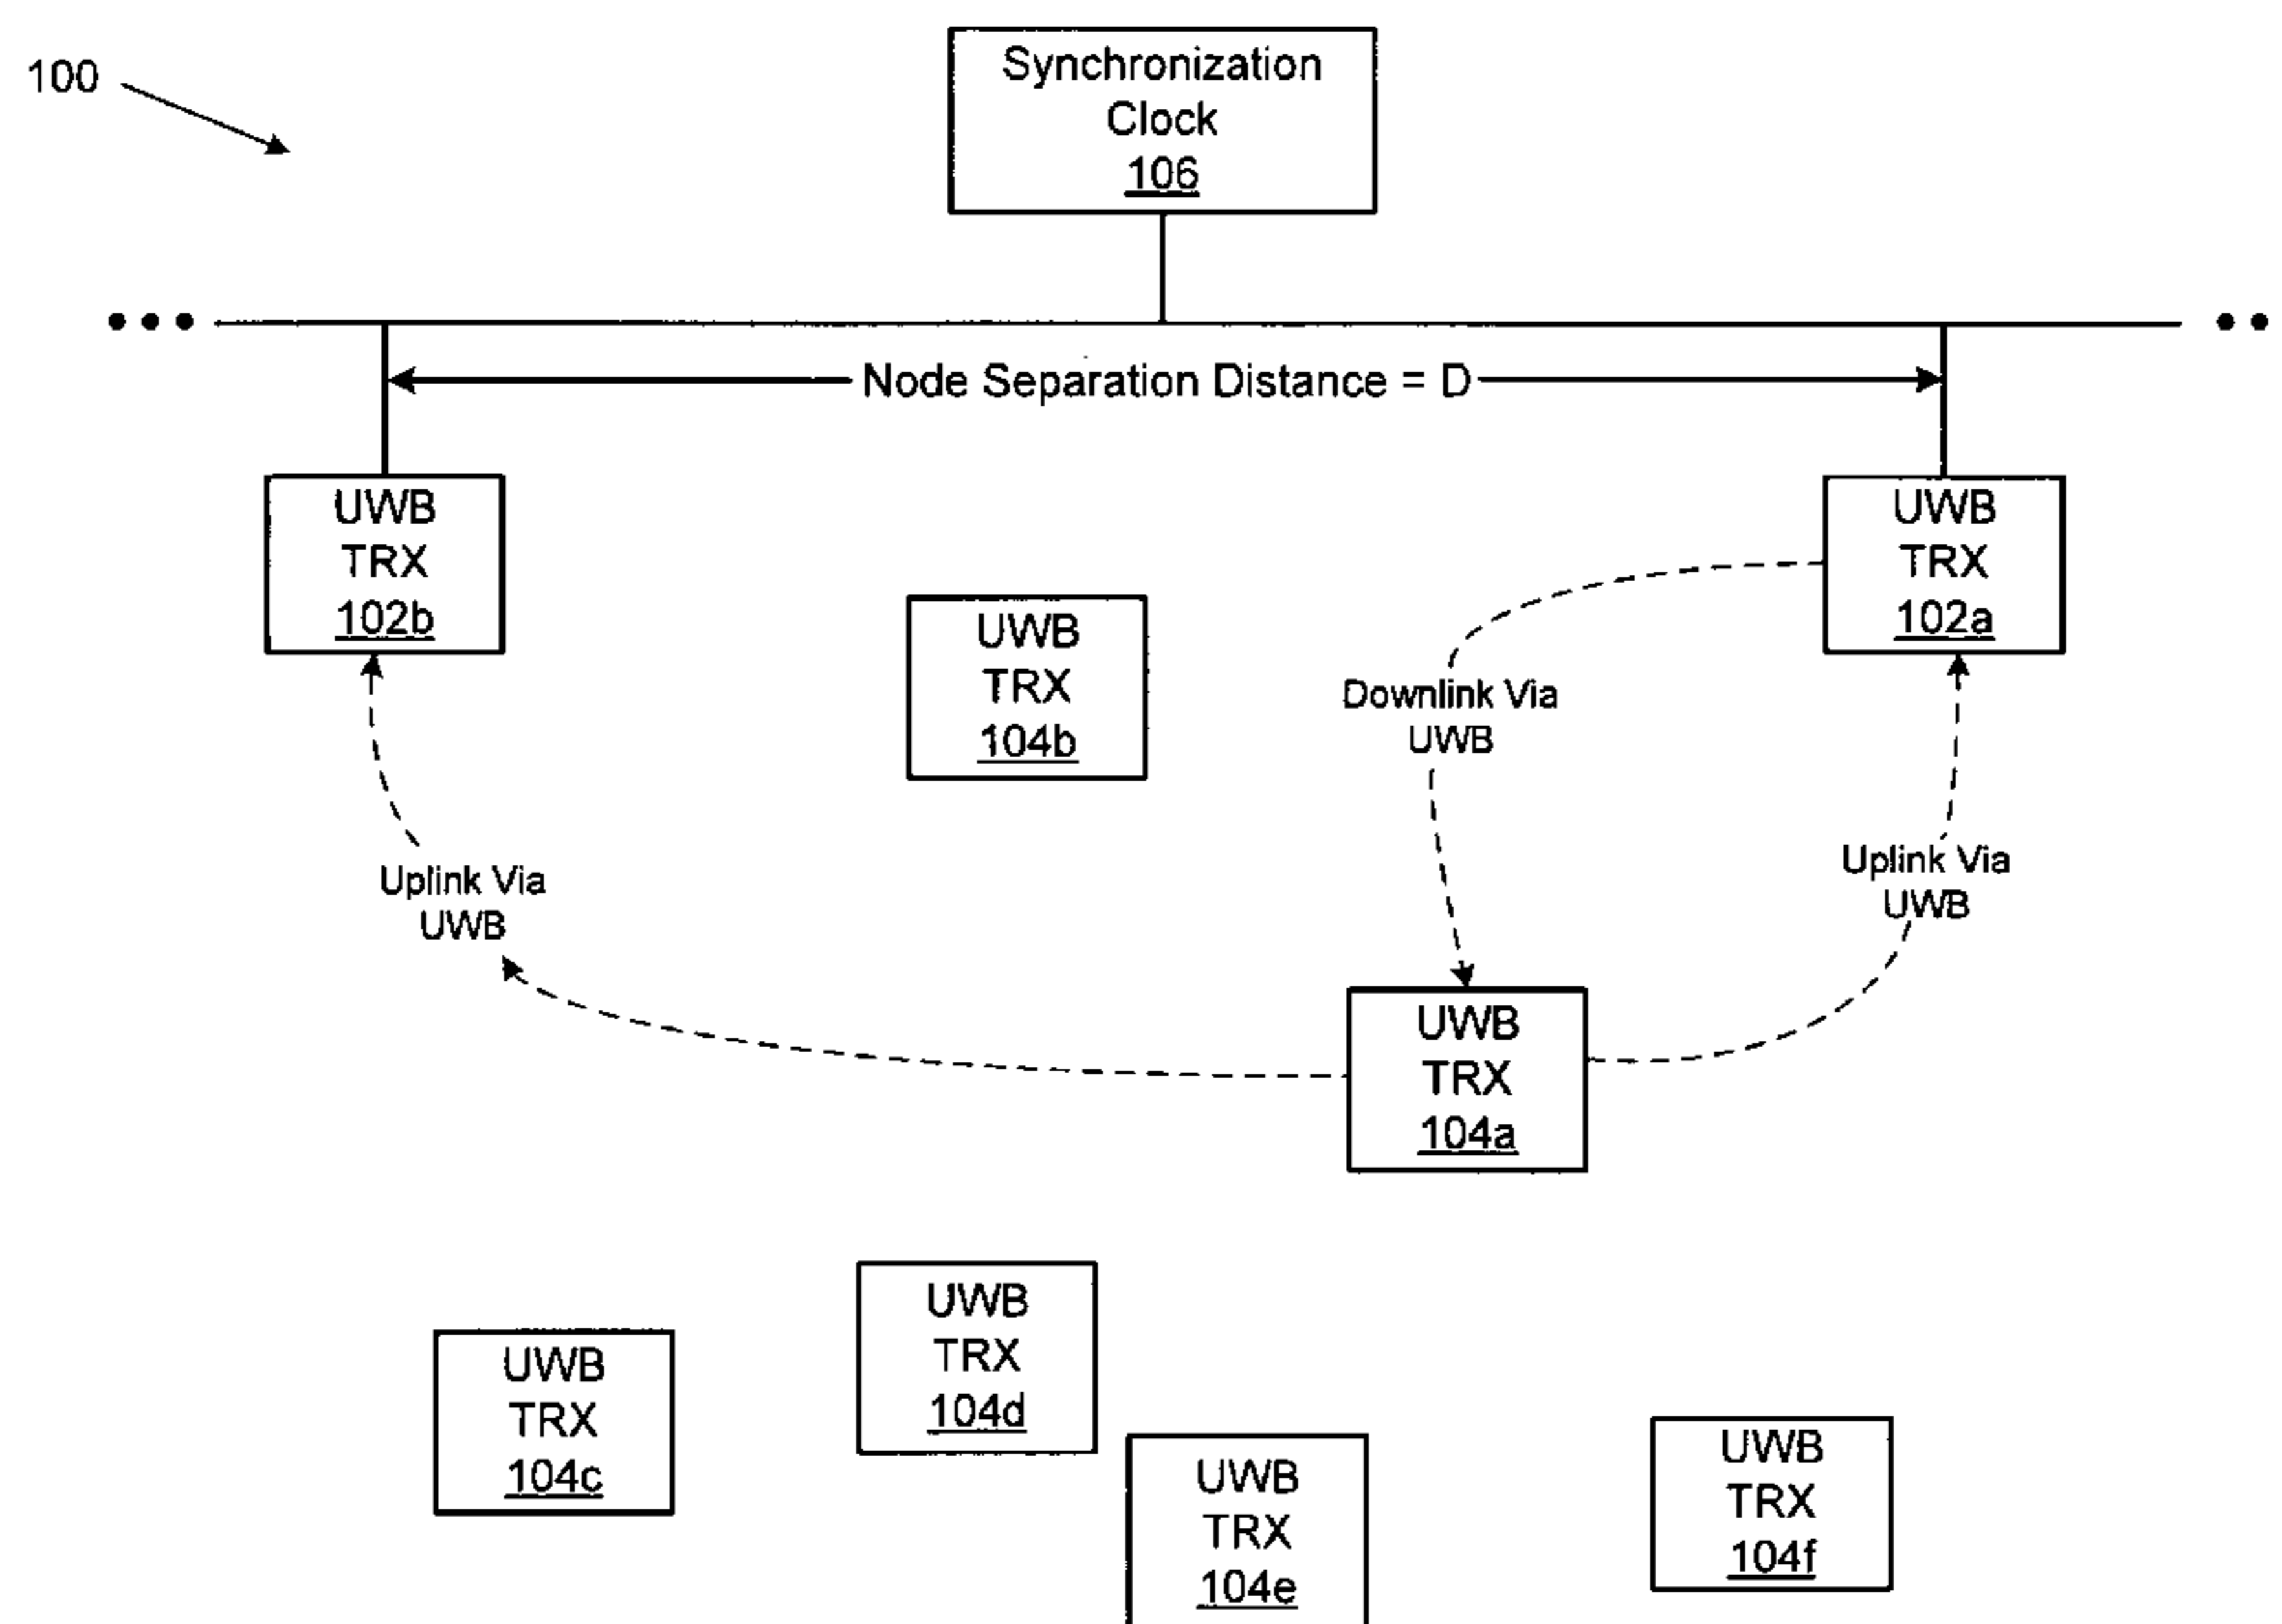 100
Synchronization
Clock
106
Node Separation Distance = D
UWB
TRX
102b
UWB
TRX
102a
UWB
TRX
104b
Downlink Via
UWB
Uplink Via
UWB
Uplink Via
UWB
UWB
TRX
104a
UWB
TRX
104c
UWB
TRX
104d
UWB
TRX
104e
UWB
TRX
104f